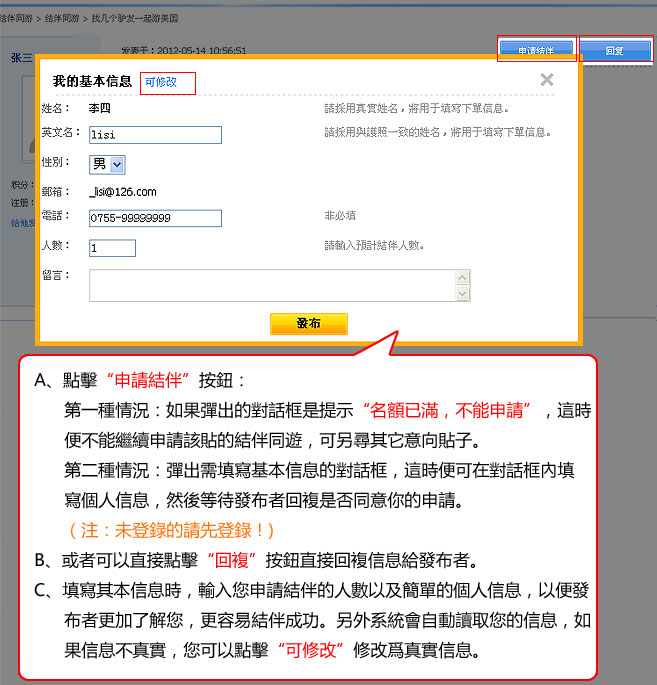 结伴同游 > 结伴同游 > 找几个驴友一起游美国
张三
发表于：2012-05-14 10:56:51
申请结伴
回复
我的基本信息 可修改
姓名： 李四 請採用真實姓名，將用于填写下單信息。
英文名： lisi 請採用與護照一致的姓名，將用于填寫下單信息。
性別： 男
积分：
郵箱： _lisi@126.com
注册：
電話： 0755-99999999 非必填
给他发
人數： 1 請輸入預計結伴人數。
留言：
發布
A、點擊“申請結伴”按鈕：
第一種情況：如果彈出的對話框是提示“名額已滿，不能申請”，這時
便不能繼續申請該貼的結伴同遊，可另尋其它意向貼子。
第二種情況：彈出需填寫基本信息的對話框，這時便可在對話框內填
寫個人信息，然後等待發布者回複是否同意你的申請。
（注：未登錄的請先登錄！）
B、或者可以直接點擊“回複”按鈕直接回複信息給發布者。
C、填寫其本信息時，輸入您申請結伴的人數以及簡單的個人信息，以便發
布者更加了解您，更容易結伴成功。另外系統會自動讀取您的信息，如
果信息不真實，您可以點擊“可修改”修改爲真實信息。